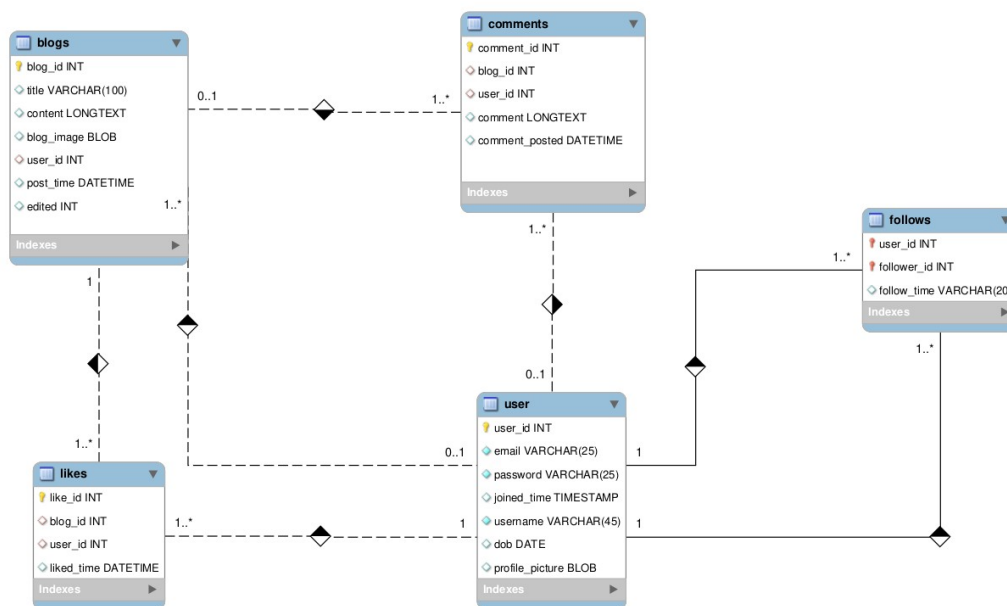 blogs
blog_id INT
title VARCHAR(100)
content LONGTEXT
blog_image BLOB
user_id INT
post_time DATETIME
edited INT
Indexes
comments
comment_id INT
blog_id INT
user_id INT
comment LONGTEXT
comment_posted DATETIME
Indexes
0..1
1..*
1..*
1
1..*
1..*
0..1
follows
user_id INT
follower_id INT
follow_time VARCHAR(20
Indexes
1..*
1..*
likes
like_id INT
blog_id INT
user_id INT
liked_time DATETIME
Indexes
1..*
1
0..1
user
user_id INT
email VARCHAR(25)
password VARCHAR(25)
joined_time TIMESTAMP
username VARCHAR(45)
dob DATE
profile_picture BLOB
Indexes
1
1